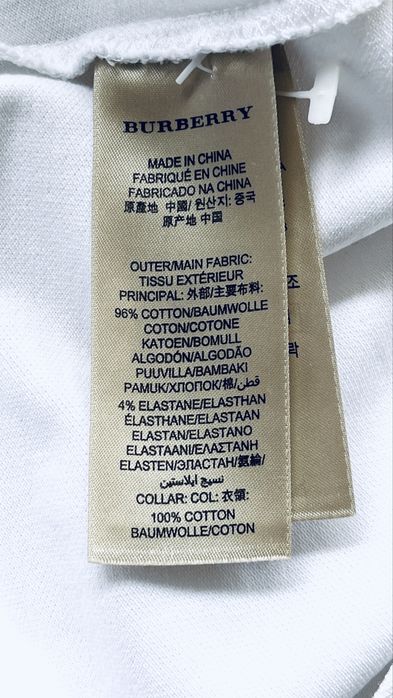 BURBERRY
MADE IN CHINA
FABRIQUÉ EN CHINE
FABRICADO NA CHINA
原產地 中國/ 원산지: 중국
原产地 中国
OUTER/MAIN FABRIC:
TISSU EXTÉRIEUR
PRINCIPAL: 外部/主要布料:
96% COTTON/BAUMWOLLE
COTON/COTONE
KATOEN/BOMULL
ALGODÓN/ALGODÃO
PUUVILLA/BAMBAKI
PAMUK/ХЛОПОК/棉/قطن/
4% ELASTANE/ELASTHAN
ÉLASTHANE/ELASTAAN
ELASTAN/ELASTANO
ELASTAANI/ΕΛΑΣΤΑΝΗ
ELASTEN/ЭЛАСТАН/氨綸/
نسيج ايلاستين
COLLAR: COL: 衣領:
100% COTTON
BAUMWOLLE/COTON
조
락